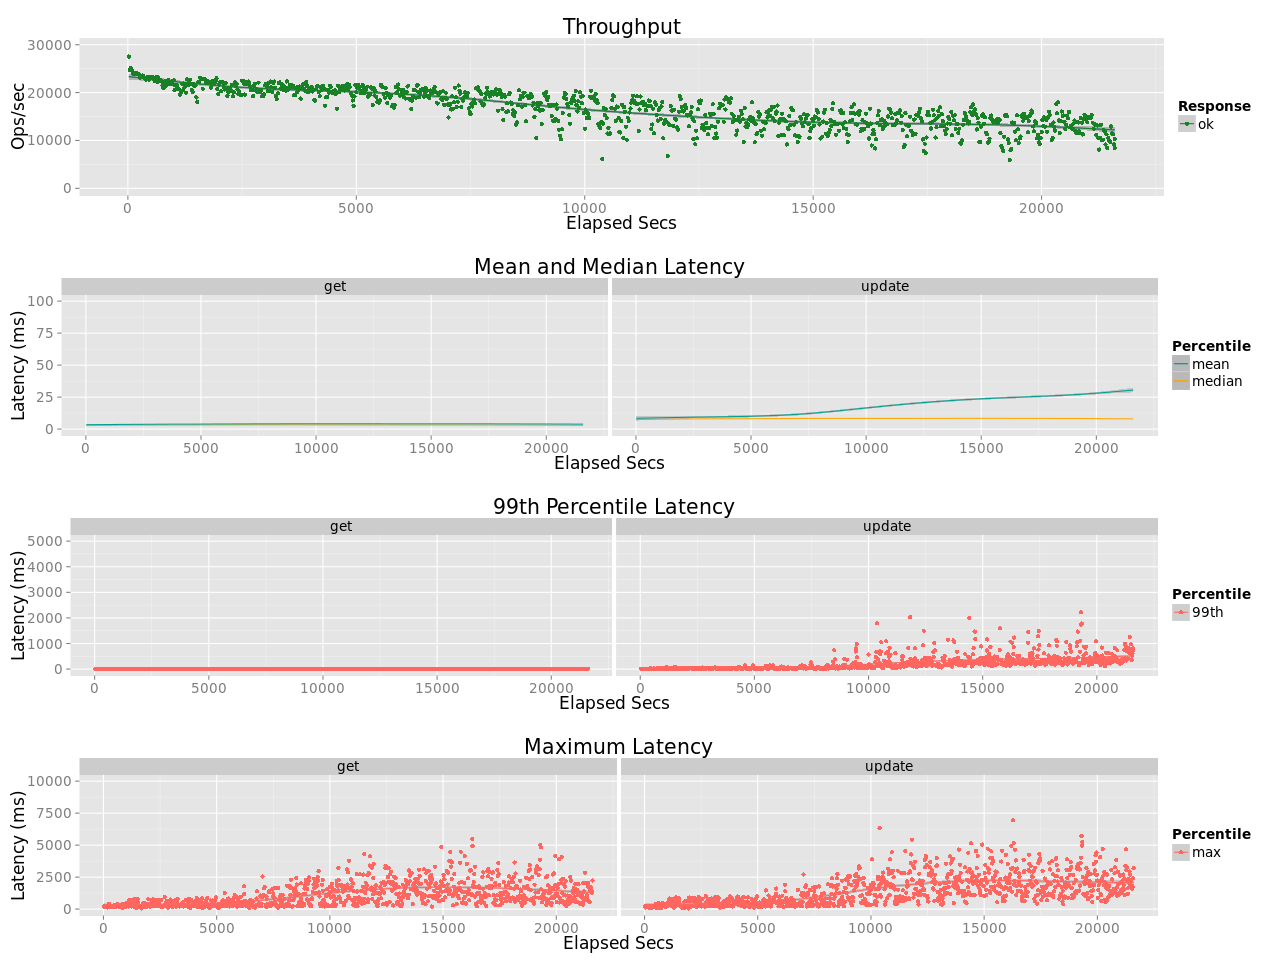 Throughput
30000
20000
10000
0
Ops/sec
0 5000 10000 15000 20000
Elapsed Secs
Response
ok
Mean and Median Latency
get update
100
75
50
25
0
Latency (ms)
0 5000 10000 15000 20000 0 5000 10000 15000 20000
Elapsed Secs
Percentile
mean
median
99th Percentile Latency
get update
5000
4000
3000
2000
1000
0
Latency (ms)
0 5000 10000 15000 20000 0 5000 10000 15000 20000
Elapsed Secs
Percentile
99th
Maximum Latency
get update
10000
7500
5000
2500
0
Latency (ms)
0 5000 10000 15000 20000 0 5000 10000 15000 20000
Elapsed Secs
Percentile
max